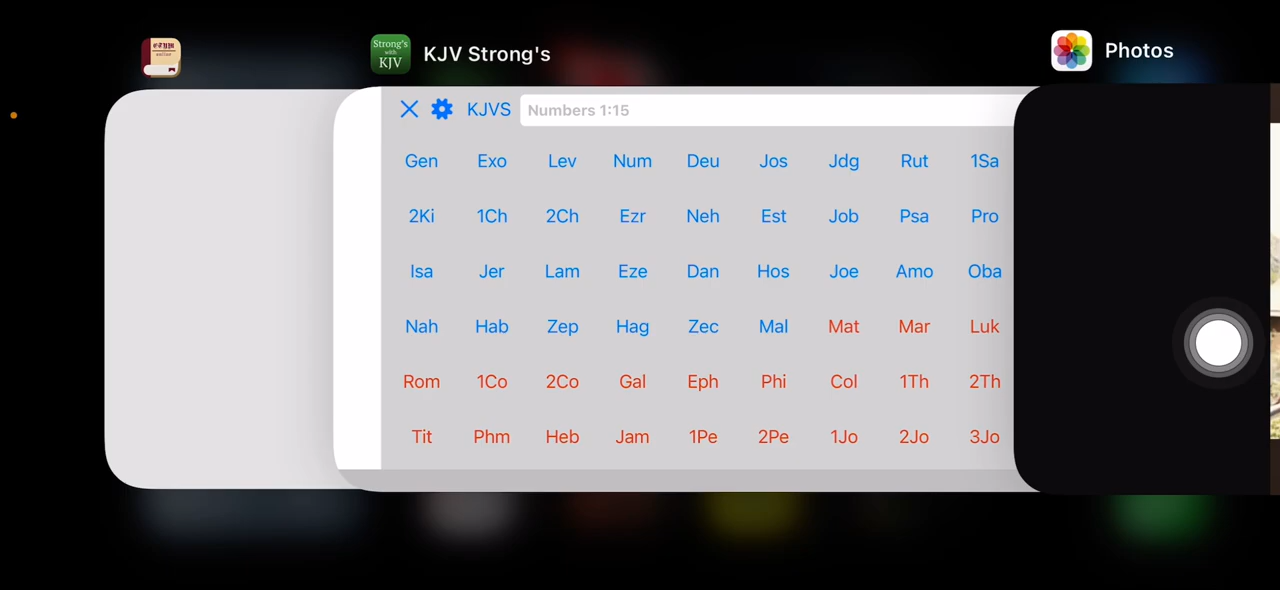 Strong's
with
KJV
KJV Strong's
Photos
KJVS
Numbers 1:15
Gen Exo Lev Num Deu Jos Jdg Rut 1Sa
2Ki 1Ch 2Ch Ezr Neh Est Job Psa Pro
Isa Jer Lam Eze Dan Hos Joe Amo Oba
Nah Hab Zep Hag Zec Mal Mat Mar Luk
Rom 1Co 2Co Gal Eph Phi Col 1Th 2Th
Tit Phm Heb Jam 1Pe 2Pe 1Jo 2Jo 3Jo